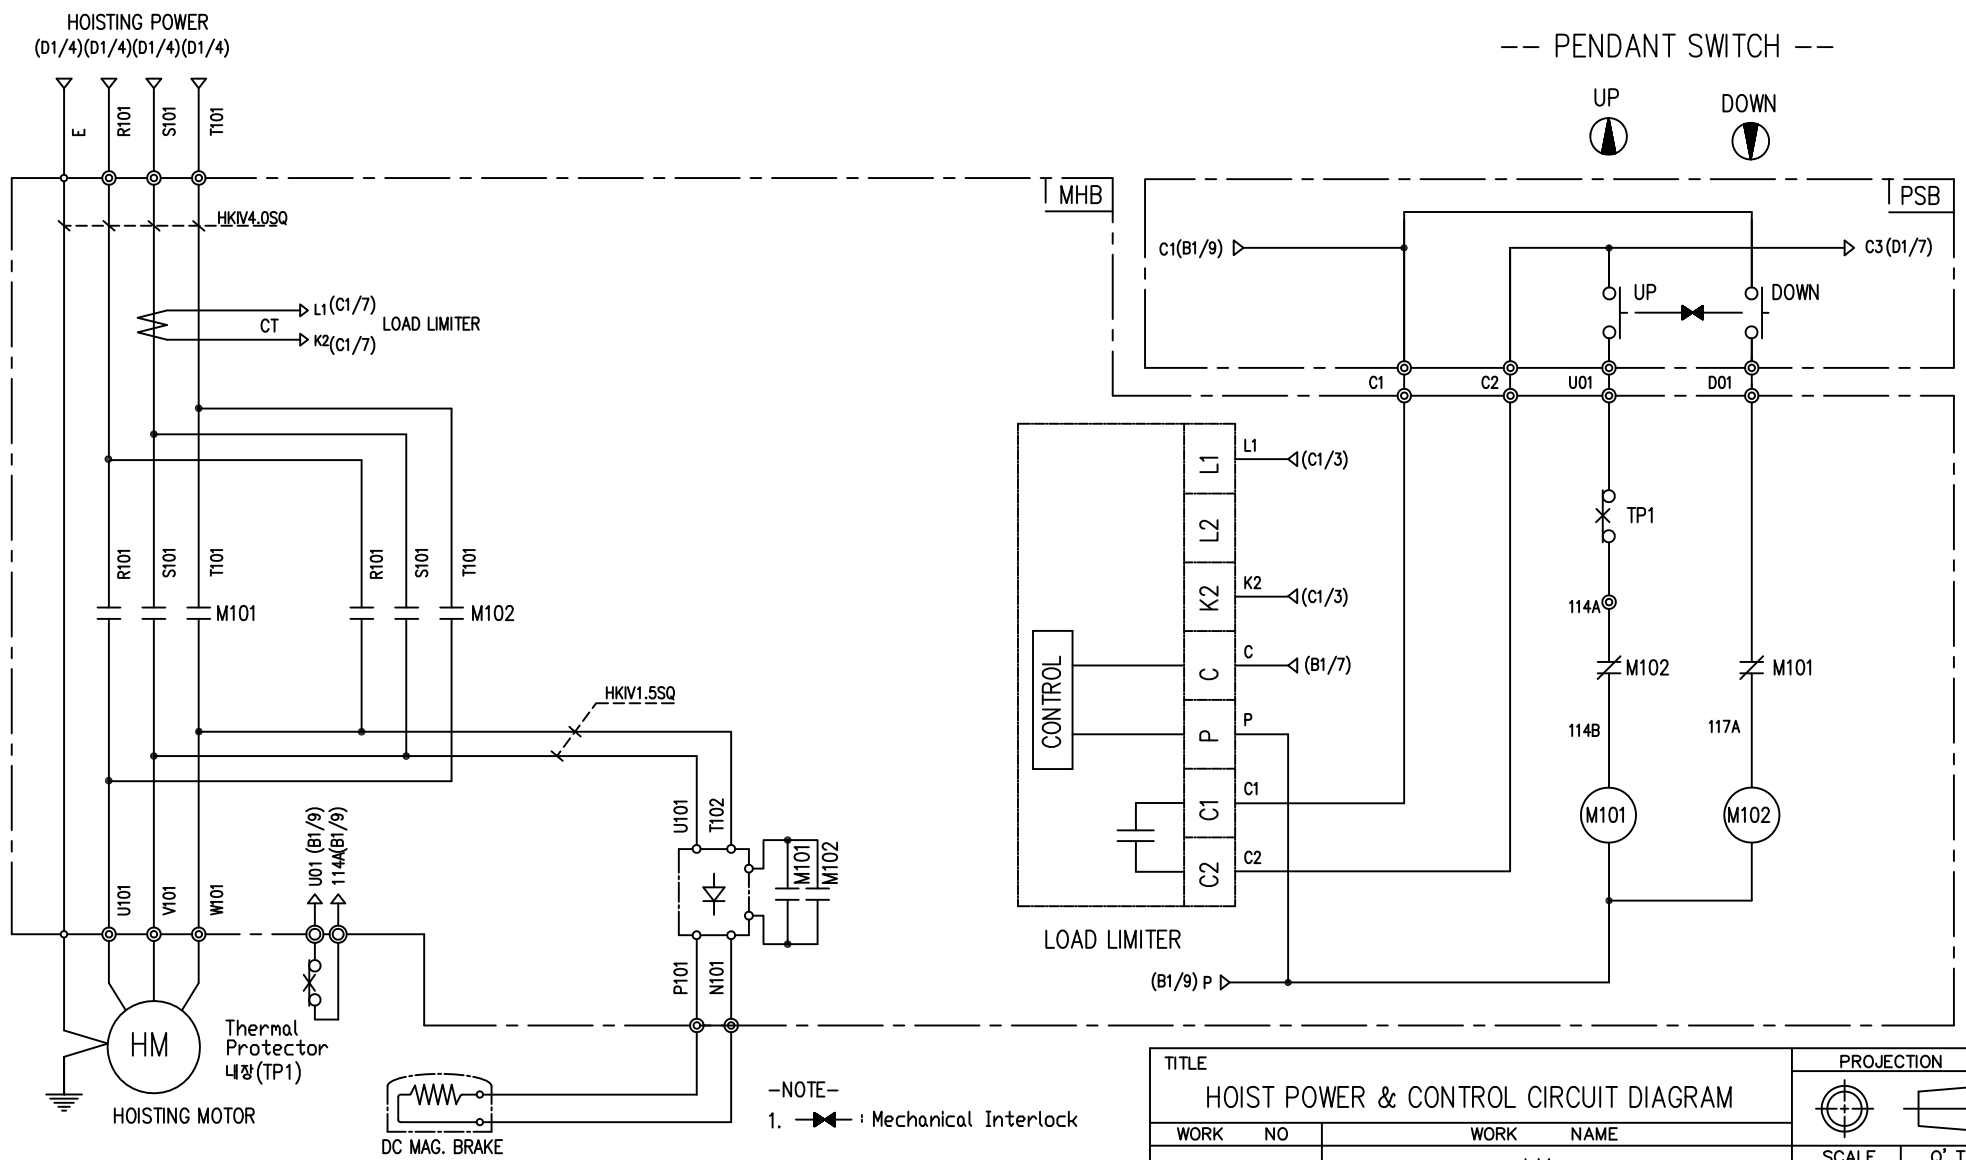 HOISTING POWER
(D1/4)(D1/4)(D1/4)(D1/4)
E
R101
S101
T101
HKIV4.0SQ
L1(C1/7)
CT
LOAD LIMITER
K2(C1/7)
R101
S101
T101
R101
S101
T101
M101
M102
HKIV1.5SQ
U101
V101
W101
U01 (B1/9)
114A(B1/9)
U101
T102
M101
M102
P101
N101
HM
Thermal
Protector
내장(TP1)
HOISTING MOTOR
DC MAG. BRAKE
-NOTE-
1. : Mechanical Interlock
-- PENDANT SWITCH --
UP
DOWN
MHB
PSB
C1(B1/9)
C3(D1/7)
UP
DOWN
C1
C2
U01
D01
L1
L1
(C1/3)
L2
K2
K2
(C1/3)
CONTROL
C
C
(B1/7)
P
P
C1
C1
C2
C2
LOAD LIMITER
(B1/9) P
TP1
114A
M102
M101
114B
117A
M101
M102
TITLE
HOIST POWER & CONTROL CIRCUIT DIAGRAM
PROJECTION
WORK NO
WORK NAME
SCALE